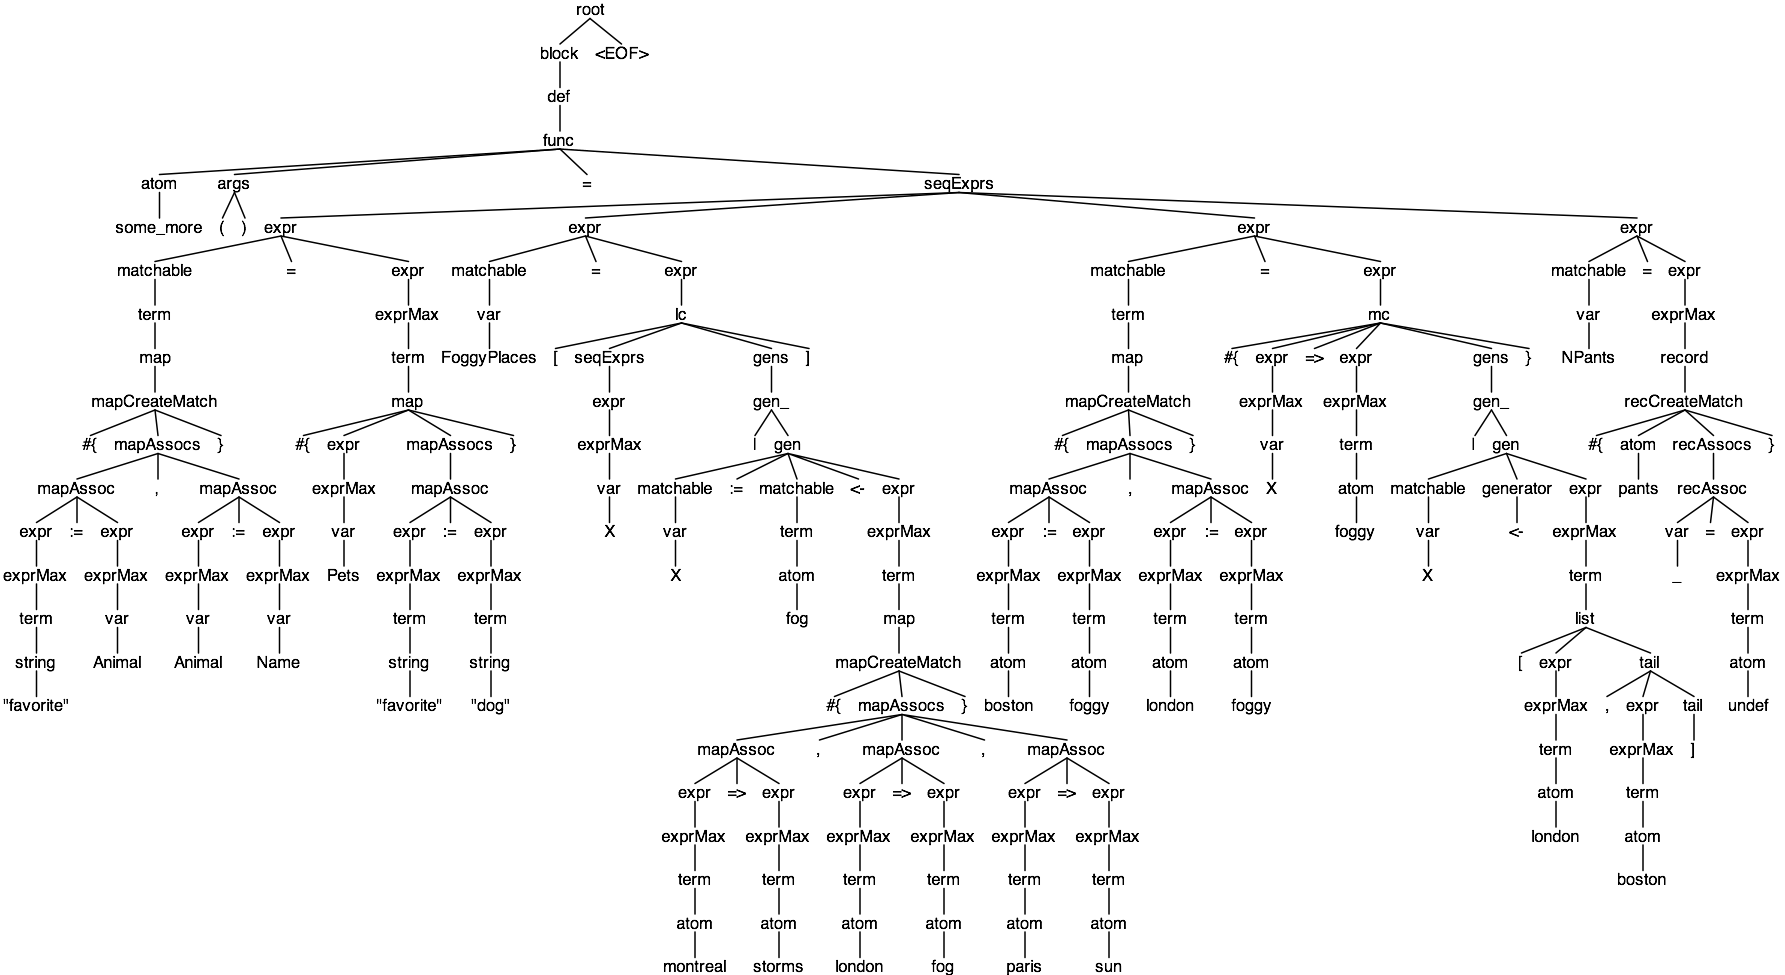 root
block <EOF>
def
func
atom args = seqExprs
some_more ( ) expr expr expr expr
matchable = expr matchable = expr matchable = expr matchable = expr
term exprMax var lc term mc var exprMax
map term FoggyPlaces [ seqExprs gens ] map #{ expr => expr gens } NPants record
mapCreateMatch map expr gen_ mapCreateMatch exprMax exprMax gen_ recCreateMatch
#{ mapAssocs } #{ expr mapAssocs } exprMax | gen #{ mapAssocs } var term | gen #{ atom recAssocs }
mapAssoc , mapAssoc exprMax mapAssoc var matchable := matchable <- expr mapAssoc , mapAssoc X atom matchable generator expr pants recAssoc
expr := expr expr := expr var expr := expr X var term exprMax expr := expr expr := expr foggy var <- exprMax var = expr
exprMax exprMax exprMax exprMax Pets exprMax exprMax X atom term exprMax exprMax exprMax exprMax X term _ exprMax
term var var var term term fog map term term term term list term
string Animal Animal Name string string mapCreateMatch atom atom atom atom [ expr tail atom
"favorite" "favorite" "dog" #{ mapAssocs } boston foggy london foggy exprMax , expr tail undef
mapAssoc , mapAssoc , mapAssoc term exprMax ]
expr => expr expr => expr expr => expr atom term
exprMax exprMax exprMax exprMax exprMax exprMax london atom
term term term term term term boston
atom atom atom atom atom atom
montreal storms london fog paris sun